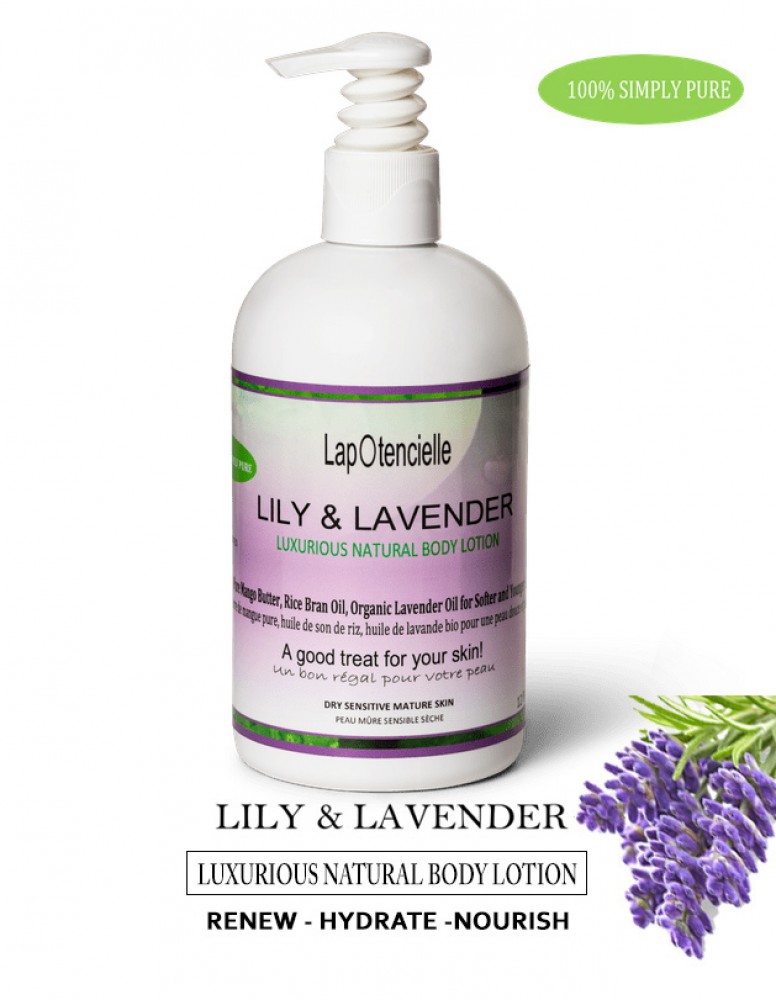 100% SIMPLY PURE
LapOtencielle
PURE
LILY & LAVENDER
LUXURIOUS NATURAL BODY LOTION
Mango Butter, Rice Bran Oil, Organic Lavender Oil for Softer and
de mangue pure, huile de son de riz, huile de lavande bio pour une peau
A good treat for your skin!
un bon régal pour votre peau
DRY SENSITIVE MATURE SKIN
PEAU MÛRE SENSIBLE SÈCHE
LILY & LAVENDER
LUXURIOUS NATURAL BODY LOTION
RENEW - HYDRATE -NOURISH